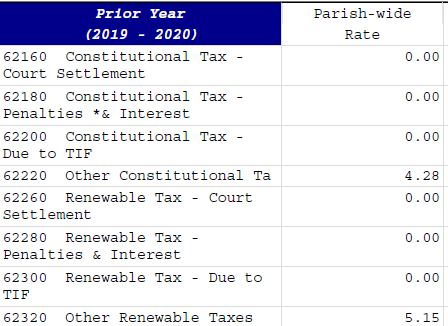 Prior Year
(2019 - 2020)
Parish-wide
Rate
62160 Constitutional Tax -
Court Settlement
0.00
62180 Constitutional Tax -
Penalties *& Interest
0.00
62200 Constitutional Tax -
Due to TIF
0.00
62220 Other Constitutional Ta
4.28
62260 Renewable Tax - Court
Settlement
0.00
62280 Renewable Tax -
Penalties & Interest
0.00
62300 Renewable Tax - Due to
TIF
0.00
62320 Other Renewable Taxes
5.15